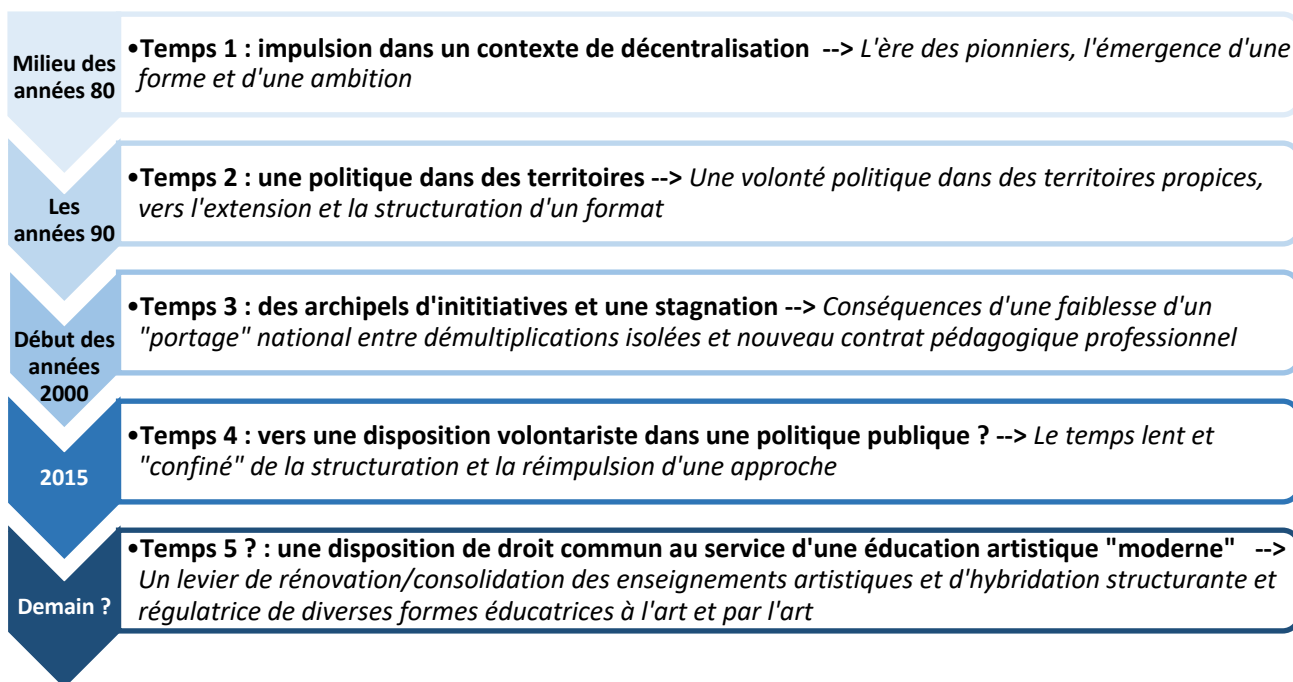 Milieu des
années 80
•Temps 1 : impulsion dans un contexte de décentralisation --> L'ère des pionniers, l'émergence d'une
forme et d'une ambition
Les
années 90
•Temps 2 : une politique dans des territoires --> Une volonté politique dans des territoires propices,
vers l'extension et la structuration d'un format
Début des
années
2000
•Temps 3 : des archipels d'inititiatives et une stagnation --> Conséquences d'une faiblesse d'un
"portage" national entre démultiplications isolées et nouveau contrat pédagogique professionnel
2015
•Temps 4 : vers une disposition volontariste dans une politique publique ? --> Le temps lent et
"confiné" de la structuration et la réimpulsion d'une approche
Demain ?
•Temps 5 ? : une disposition de droit commun au service d'une éducation artistique "moderne" -->
Un levier de rénovation/consolidation des enseignements artistiques et d'hybridation structurante et
régulatrice de diverses formes éducatrices à l'art et par l'art